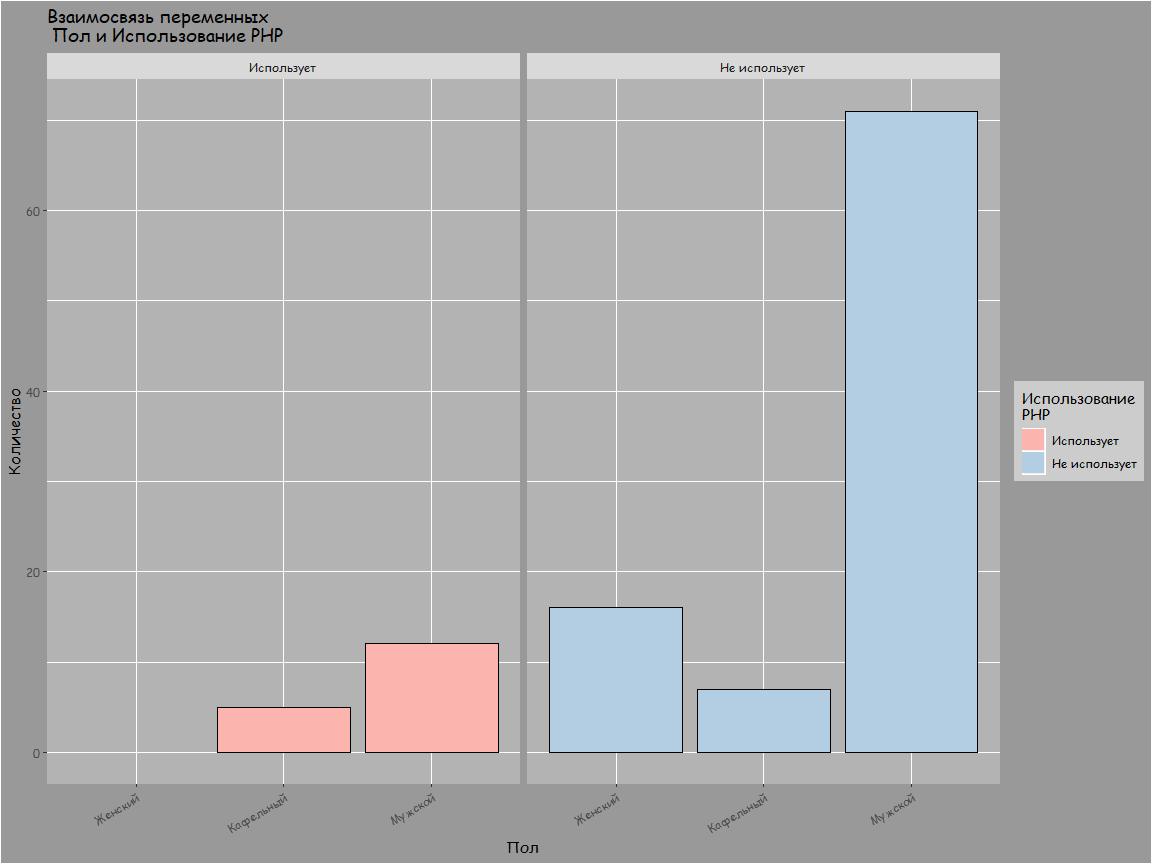 Взаимосвязь переменных
Пол и Использование PHP
Использует
Не использует
Количество
60
40
20
0
Женский
Кафельный
Мужской
Женский
Кафельный
Мужской
Пол
Использование
PHP
Использует
Не использует